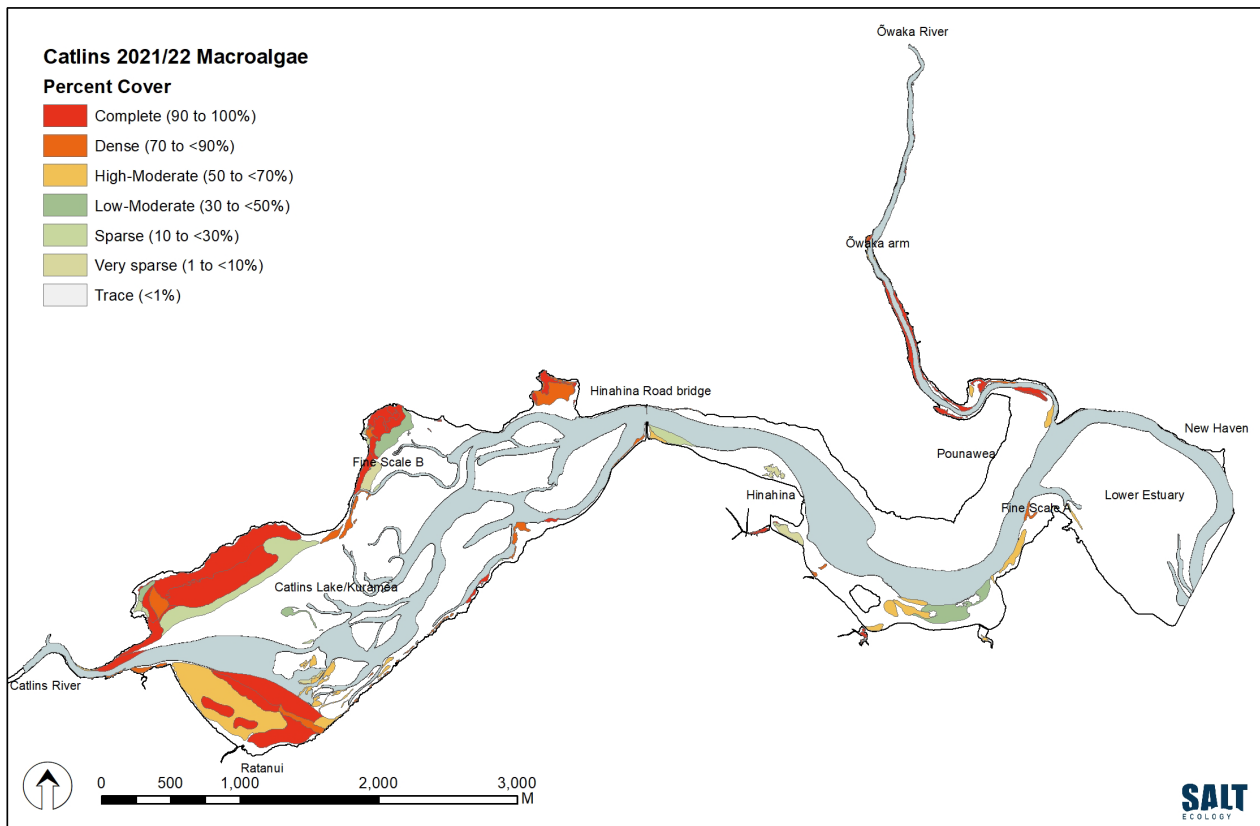 Catlins 2021/22 Macroalgae
Percent Cover
Complete (90 to 100%)
Dense (70 to <90%)
High-Moderate (50 to <70%)
Low-Moderate (30 to <50%)
Sparse (10 to <30%)
Very sparse (1 to <10%)
Trace (<1%)
Ōwaka River
Ōwaka arm
Hinahina Road bridge
New Haven
Pounawea
Fine Scale B
Hinahina
Lower Estuary
Fine Scale A
Catlins Lake/Kuramea
Catlins River
Ratanui
0 500 1,000 2,000 3,000
M
SALT
ECOLOGY